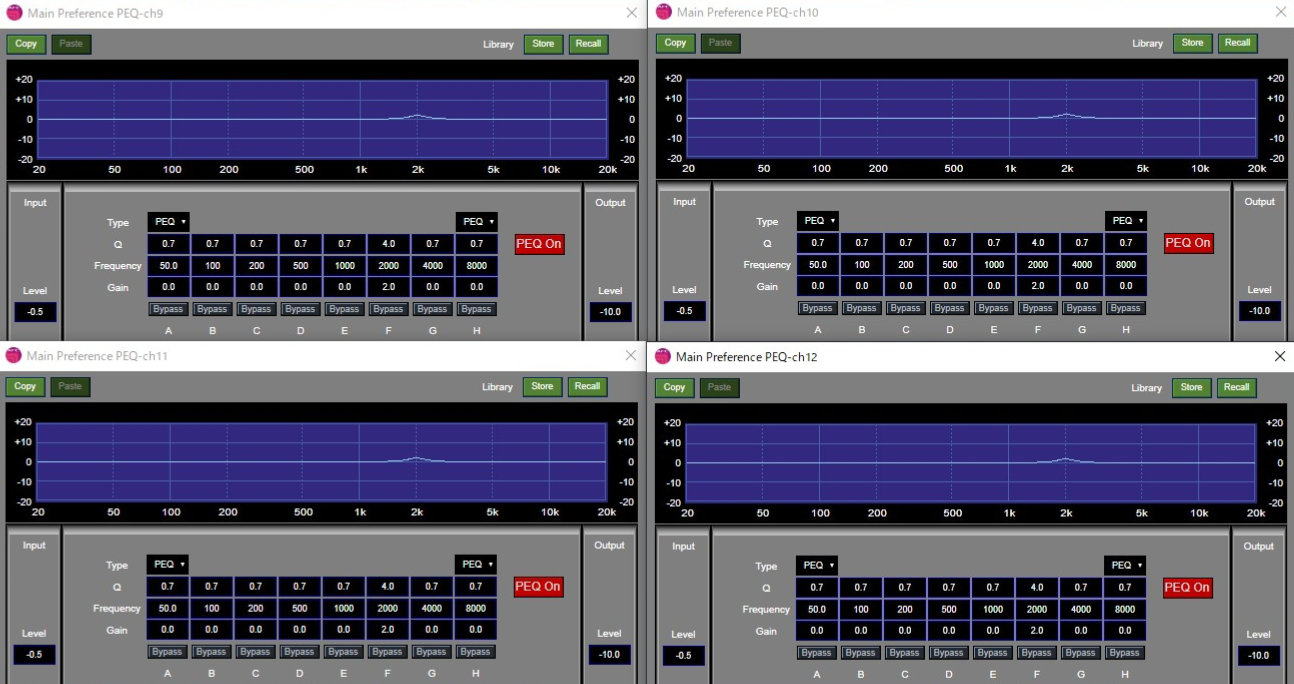 Main Preference PEQ-ch9
Copy Paste Library Store Recall
+20 +20
+10 +10
0 0
-10 -10
-20 -20
20 50 100 200 500 1k 2k 5k 10k 20k
Input Output
Type PEQ PEQ
Q 0.7 0.7 0.7 0.7 0.7 4.0 0.7 0.7 PEQ On
Frequency 50.0 100 200 500 1000 2000 4000 8000
Level Gain 0.0 0.0 0.0 0.0 0.0 2.0 0.0 0.0 Level
-0.5 Bypass Bypass Bypass Bypass Bypass Bypass Bypass Bypass -10.0
A B C D E F G H
Main Preference PEQ-ch10
Copy Paste Library Store Recall
+20 +20
+10 +10
0 0
-10 -10
-20 -20
20 50 100 200 500 1k 2k 5k 10k 20k
Input Output
Type PEQ PEQ
Q 0.7 0.7 0.7 0.7 0.7 4.0 0.7 0.7 PEQ On
Frequency 50.0 100 200 500 1000 2000 4000 8000
Level Gain 0.0 0.0 0.0 0.0 0.0 2.0 0.0 0.0 Level
-0.5 Bypass Bypass Bypass Bypass Bypass Bypass Bypass Bypass -10.0
A B C D E F G H
Main Preference PEQ-ch11
Copy Paste Library Store Recall
+20 +20
+10 +10
0 0
-10 -10
-20 -20
20 50 100 200 500 1k 2k 5k 10k 20k
Input Output
Type PEQ PEQ
Q 0.7 0.7 0.7 0.7 0.7 4.0 0.7 0.7 PEQ On
Frequency 50.0 100 200 500 1000 2000 4000 8000
Level Gain 0.0 0.0 0.0 0.0 0.0 2.0 0.0 0.0 Level
-0.5 Bypass Bypass Bypass Bypass Bypass Bypass Bypass Bypass -10.0
A B C D E F G H
Main Preference PEQ-ch12
Copy Paste Library Store Recall
+20 +20
+10 +10
0 0
-10 -10
-20 -20
20 50 100 200 500 1k 2k 5k 10k 20k
Input Output
Type PEQ PEQ
Q 0.7 0.7 0.7 0.7 0.7 4.0 0.7 0.7 PEQ On
Frequency 50.0 100 200 500 1000 2000 4000 8000
Level Gain 0.0 0.0 0.0 0.0 0.0 2.0 0.0 0.0 Level
-0.5 Bypass Bypass Bypass Bypass Bypass Bypass Bypass Bypass -10.0
A B C D E F G H